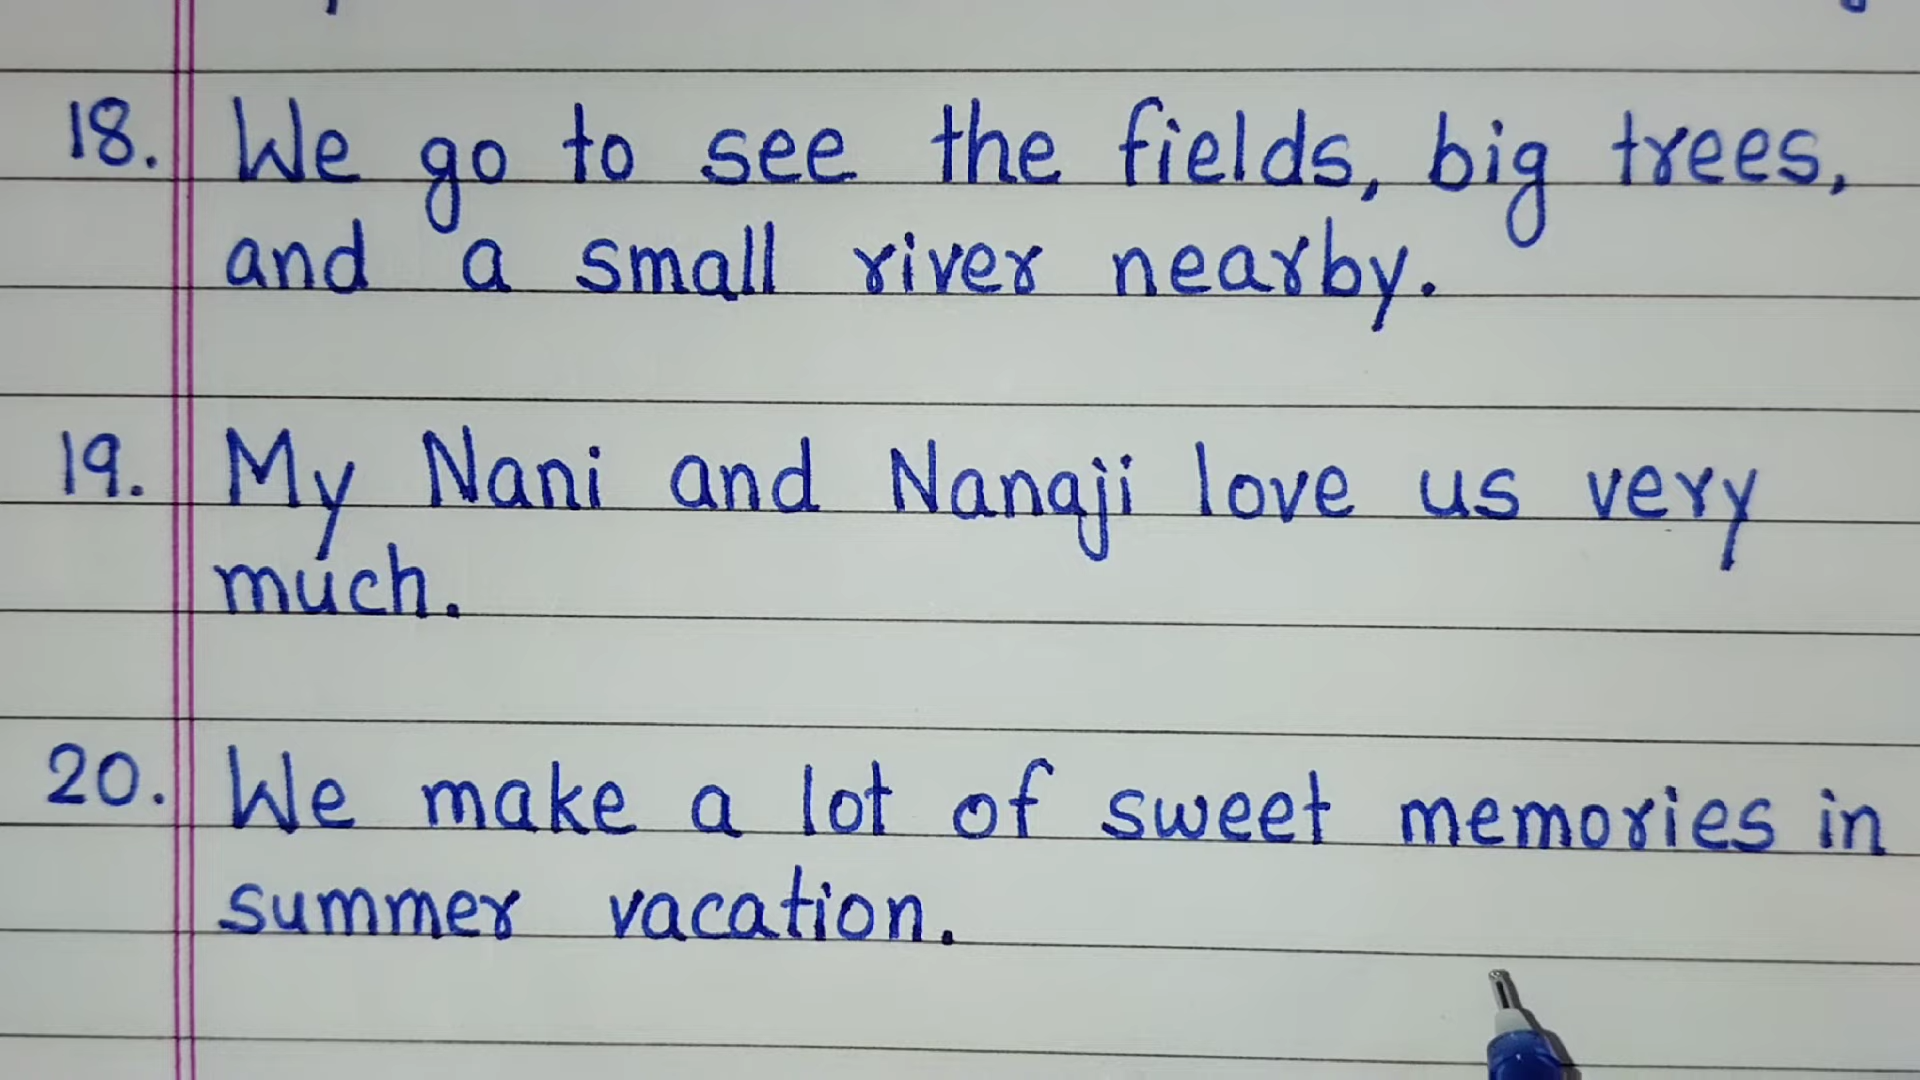 18. We go to see the fields, big trees,
and a small river nearby.
19. My Nani and Nanaji love us very
much.
20. We make a lot of sweet memories in
summer vacation.